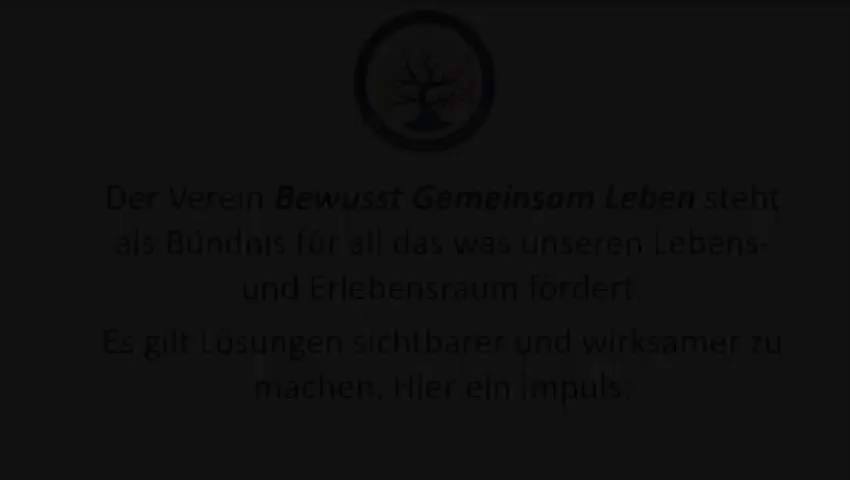 Der Verein Bewusst Gemeinsam Leben steht
als Bündnis für all das was unseren Lebens-
und Erlebensraum fördert.
Es gilt Lösungen sichtbarer und wirksamer zu
machen. Hier ein Impuls: